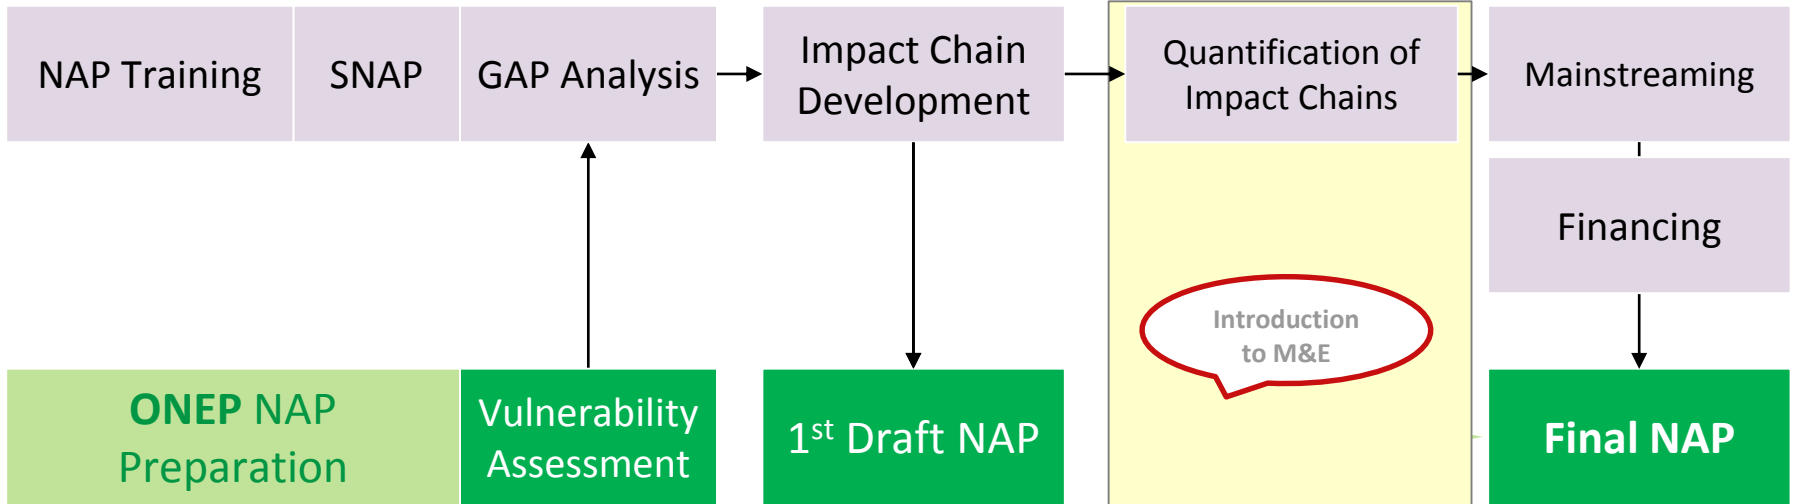 NAP Training
SNAP
GAP Analysis
Impact Chain
Development
Quantification of
Impact Chains
Mainstreaming
Financing
Introduction
to M&E
ONEP NAP
Preparation
Vulnerability
Assessment
1st Draft NAP
Final NAP